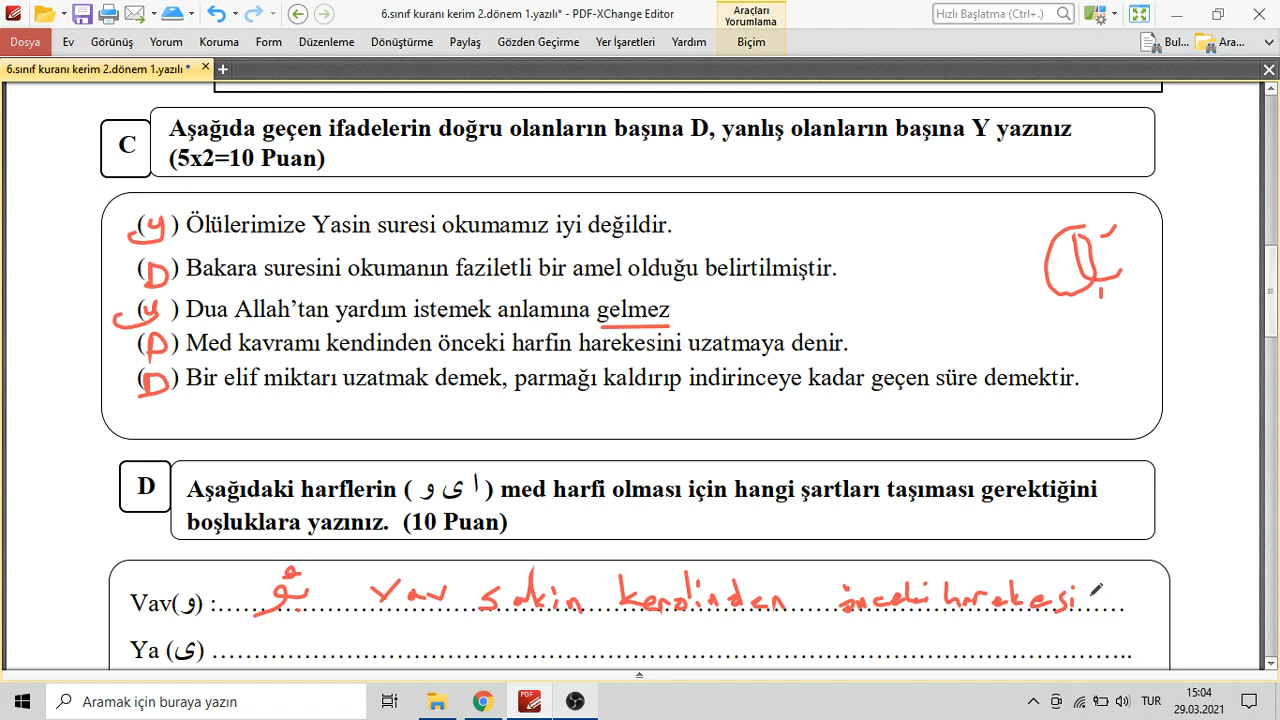 6.sınıf kuranı kerim 2.dönem 1.yazılı* - PDF-XChange Editor
Araçları Yorumlama
Hızlı Başlatma (Ctrl+.)
Dosya Ev Görünüş Yorum Koruma Form Düzenleme Dönüştürme Paylaş Gözden Geçirme Yer İşaretleri Yardım Biçim Bul... Ara...
6.sınıf kuranı kerim 2.dönem 1.yazılı *
C
Aşağıda geçen ifadelerin doğru olanların başına D, yanlış olanların başına Y yazınız
(5x2=10 Puan)
(y) Ölülerimize Yasin suresi okumamız iyi değildir.
(D) Bakara suresini okumanın faziletli bir amel olduğu belirtilmiştir.
(y) Dua Allah’tan yardım istemek anlamına gelmez
(D) Med kavramı kendinden önceki harfin harekesini uzatmaya denir.
(D) Bir elif miktarı uzatmak demek, parmağı kaldırıp indirinceye kadar geçen süre demektir.
D
Aşağıdaki harflerin ( ا ى و ) med harfi olması için hangi şartları taşıması gerektiğini
boşluklara yazınız. (10 Puan)
Vav(و) :...... Vav sakin kendinden önceki harekesi ......
Ya (ى) ......
Aramak için buraya yazın
TUR
15:04
29.03.2021